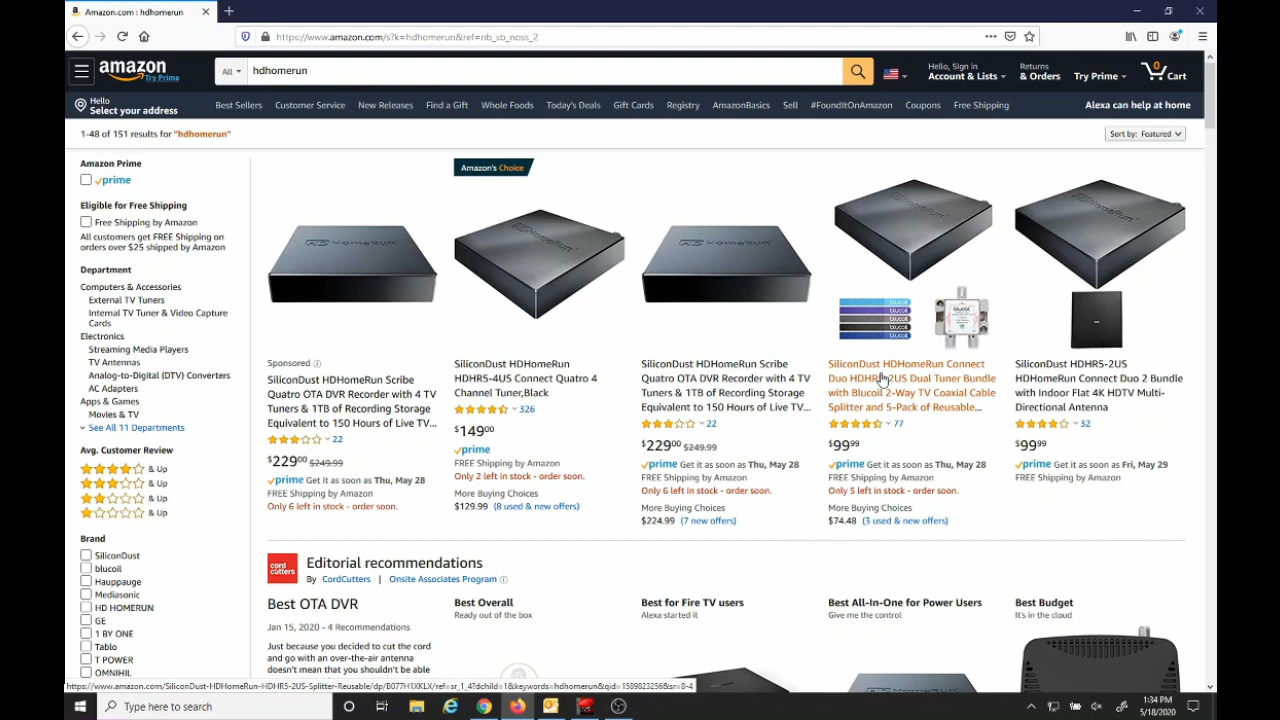 Amazon.com : hdhomerun
https://www.amazon.com/s?k=hdhomerun&ref=nb_sb_noss_2
amazon
Try Prime
All
hdhomerun
Hello, Sign in
Account & Lists
Returns
& Orders
Try Prime
0
Cart
Hello
Select your address
Best Sellers
Customer Service
New Releases
Find a Gift
Whole Foods
Today's Deals
Gift Cards
Registry
AmazonBasics
Sell
#FoundItOnAmazon
Coupons
Free Shipping
Alexa can help at home
1-48 of 151 results for "hdhomerun"
Sort by: Featured
Amazon Prime
prime
Eligible for Free Shipping
Free Shipping by Amazon
All customers get FREE Shipping on
orders over $25 shipped by Amazon
Department
Computers & Accessories
External TV Tuners
Internal TV Tuner & Video Capture
Cards
Electronics
Streaming Media Players
TV Antennas
Analog-to-Digital (DTV) Converters
AC Adapters
Apps & Games
Movies & TV
See All 11 Departments
Avg. Customer Review
& Up
& Up
& Up
& Up
Brand
SiliconDust
blucoil
Hauppauge
Mediasonic
HD HOMERUN
GE
1 BY ONE
Tablo
T POWER
OMNIHIL
Sponsored
SiliconDust HDHomeRun Scribe
Quatro OTA DVR Recorder with 4 TV
Tuners & 1TB of Recording Storage
Equivalent to 150 Hours of Live TV...
22
$22900 $249.99
prime Get it as soon as Thu, May 28
FREE Shipping by Amazon
Only 6 left in stock - order soon.
Amazon's Choice
SiliconDust HDHomeRun
HDHR5-4US Connect Quatro 4
Channel Tuner,Black
326
$14900
prime
FREE Shipping by Amazon
Only 2 left in stock - order soon.
More Buying Choices
$129.99 (8 used & new offers)
SiliconDust HDHomeRun Scribe
Quatro OTA DVR Recorder with 4 TV
Tuners & 1TB of Recording Storage
Equivalent to 150 Hours of Live TV...
22
$22900 $249.99
prime Get it as soon as Thu, May 28
FREE Shipping by Amazon
Only 6 left in stock - order soon.
More Buying Choices
$224.99 (7 new offers)
blucoil
blucoil
blucoil
blucoil
blucoil
blucoil
SiliconDust HDHomeRun Connect
Duo HDHR5-2US Dual Tuner Bundle
with Blucoil 2-Way TV Coaxial Cable
Splitter and 5-Pack of Reusable...
77
$9999
prime Get it as soon as Thu, May 28
FREE Shipping by Amazon
Only 5 left in stock - order soon.
More Buying Choices
$74.48 (3 used & new offers)
SiliconDust HDHR5-2US
HDHomeRun Connect Duo 2 Bundle
with Indoor Flat 4K HDTV Multi-
Directional Antenna
32
$9999
prime Get it as soon as Fri, May 29
FREE Shipping by Amazon
cord
cutters
Editorial recommendations
By CordCutters | Onsite Associates Program
Best OTA DVR
Jan 15, 2020 - 4 Recommendations
Just because you decided to cut the cord
and go with an over-the-air antenna
doesn't mean that you shouldn't be able
Best Overall
Ready out of the box
Best for Fire TV users
Alexa started it
Best All-In-One for Power Users
Give me the control
Best Budget
It's in the cloud
Type here to search
1:34 PM
5/18/2020